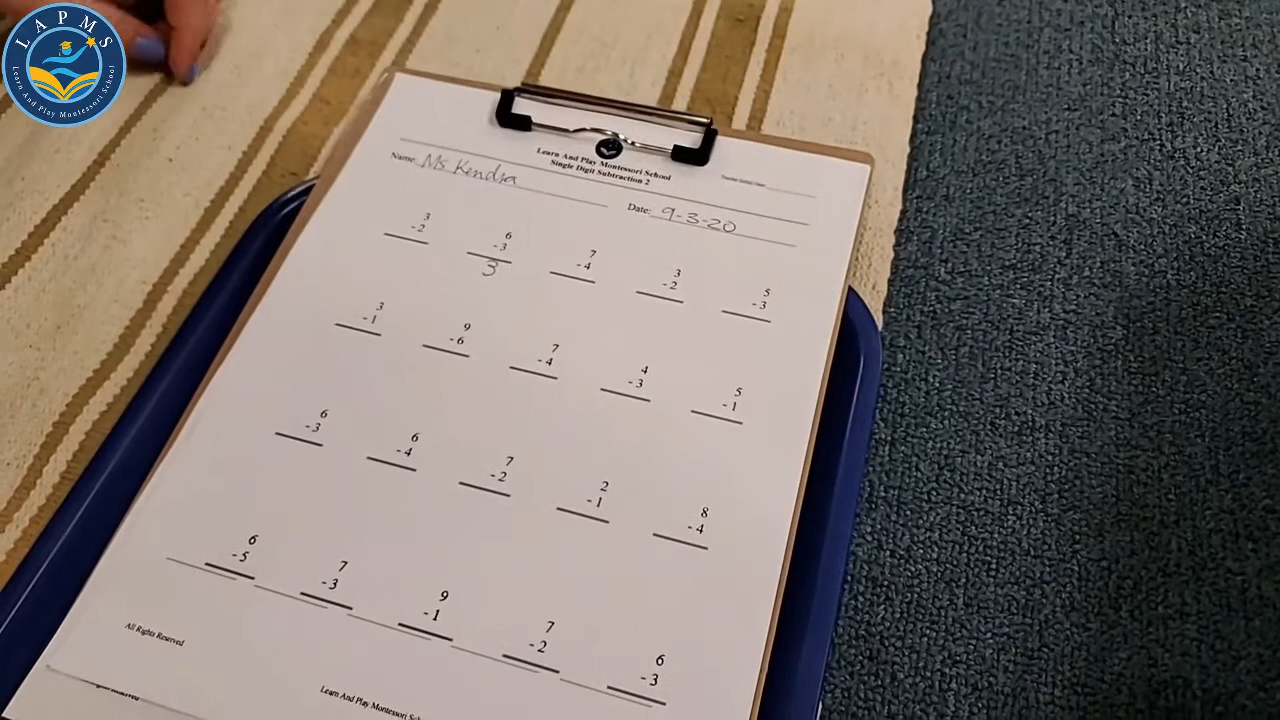 LAPMS
Learn And Play Montessori School
Learn And Play Montessori School
Single Digit Subtraction 2
Name: Ms Kendra
Date: 9-3-20
3 6 7 3 5
-2 -3 -4 -2 -3
3
3 9 7 4 5
-1 -6 -4 -3 -1
6 6 7 2 8
-3 -4 -2 -1 -4
6 7 9 7 6
-5 -3 -1 -2 -3
All Rights Reserved
Learn And Play Montessori